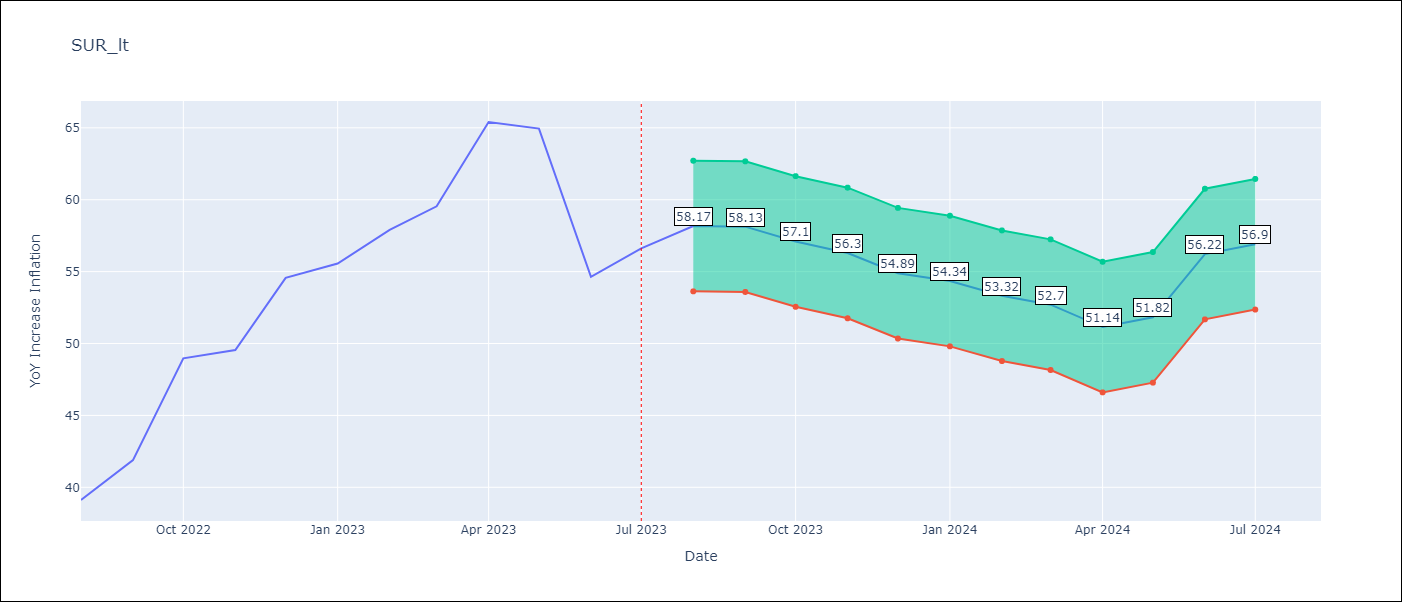 SUR_lt
YoY Increase Inflation
65
60
55
50
45
40
58.17
58.13
57.1
56.3
54.89
54.34
53.32
52.7
51.14
51.82
56.22
56.9
Oct 2022
Jan 2023
Apr 2023
Jul 2023
Oct 2023
Jan 2024
Apr 2024
Jul 2024
Date